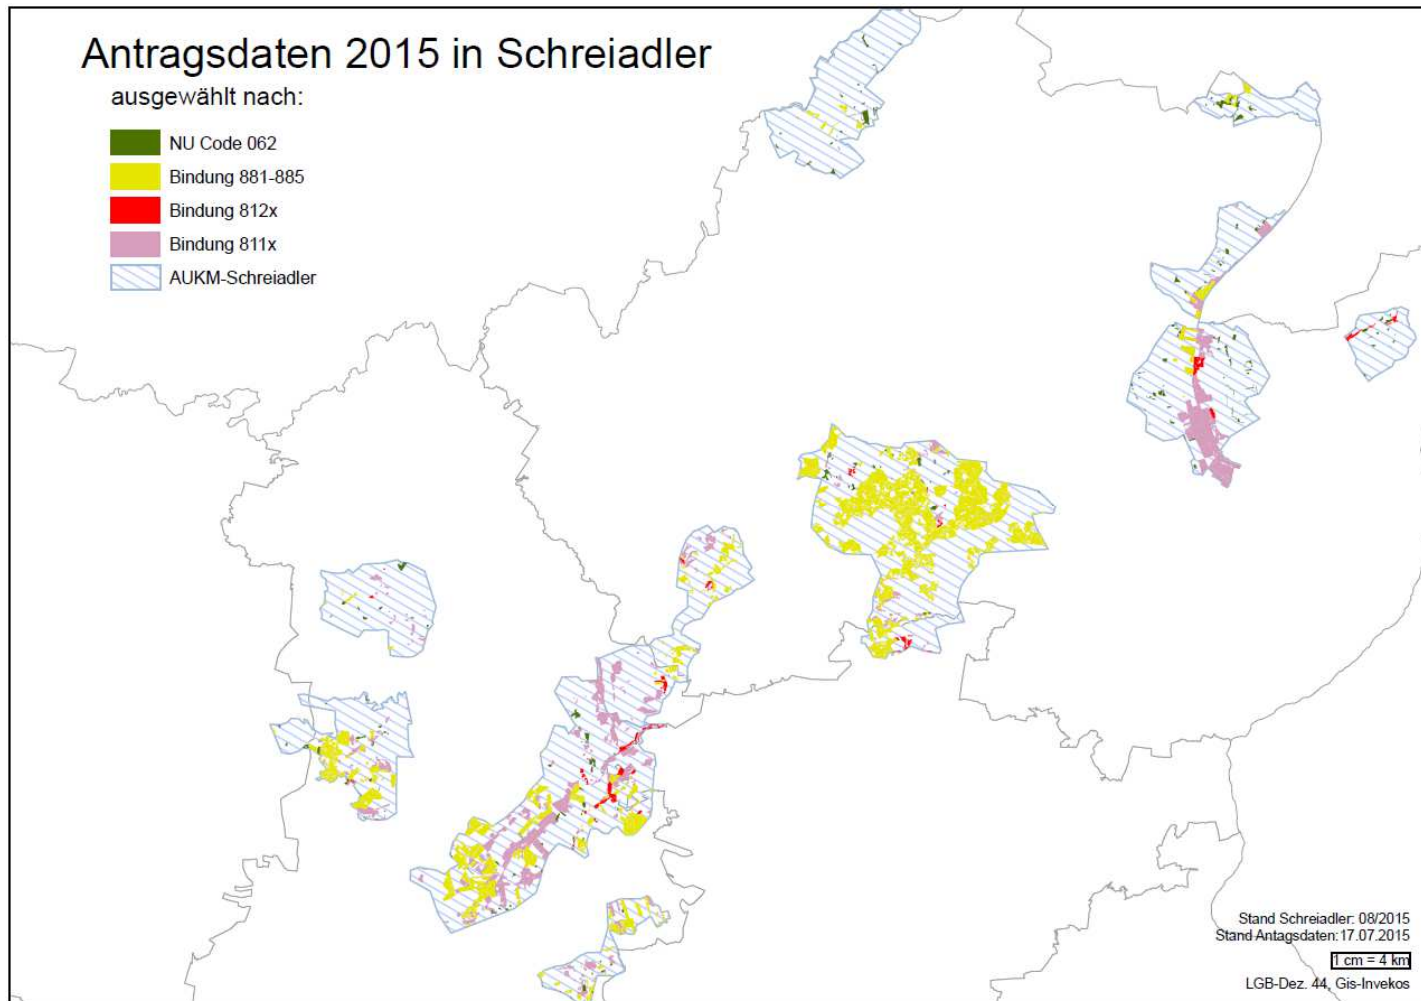 Antragsdaten 2015 in Schreiadler
ausgewählt nach:
NU Code 062
Bindung 881-885
Bindung 812x
Bindung 811x
AUKM-Schreiadler
Stand Schreiadler: 08/2015
Stand Antagsdaten:17.07.2015
1 cm = 4 km
LGB-Dez. 44, Gis-Invekos